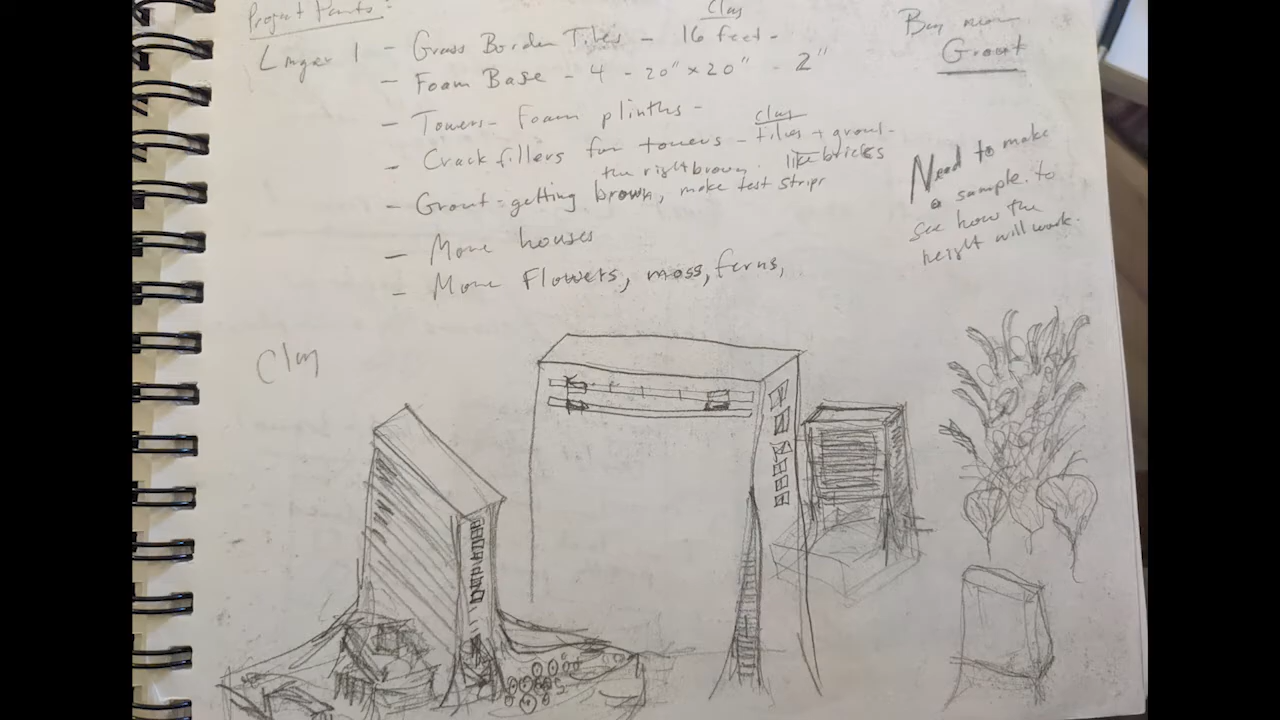 Project Parts:
Layer 1 - Grass Border Tiles - 16 feet -
Clay
Buy more
Grout
- Foam Base - 4 - 20" x 20" - 2"
- Towers - Foam plinths -
- Crack fillers for towers - clay tiles + grout -
like bricks
the right brown
- Grout = getting brown, make test strips
- More houses
- More Flowers, moss, ferns,
Need to make
a sample to
see how the
height will work.
Clay